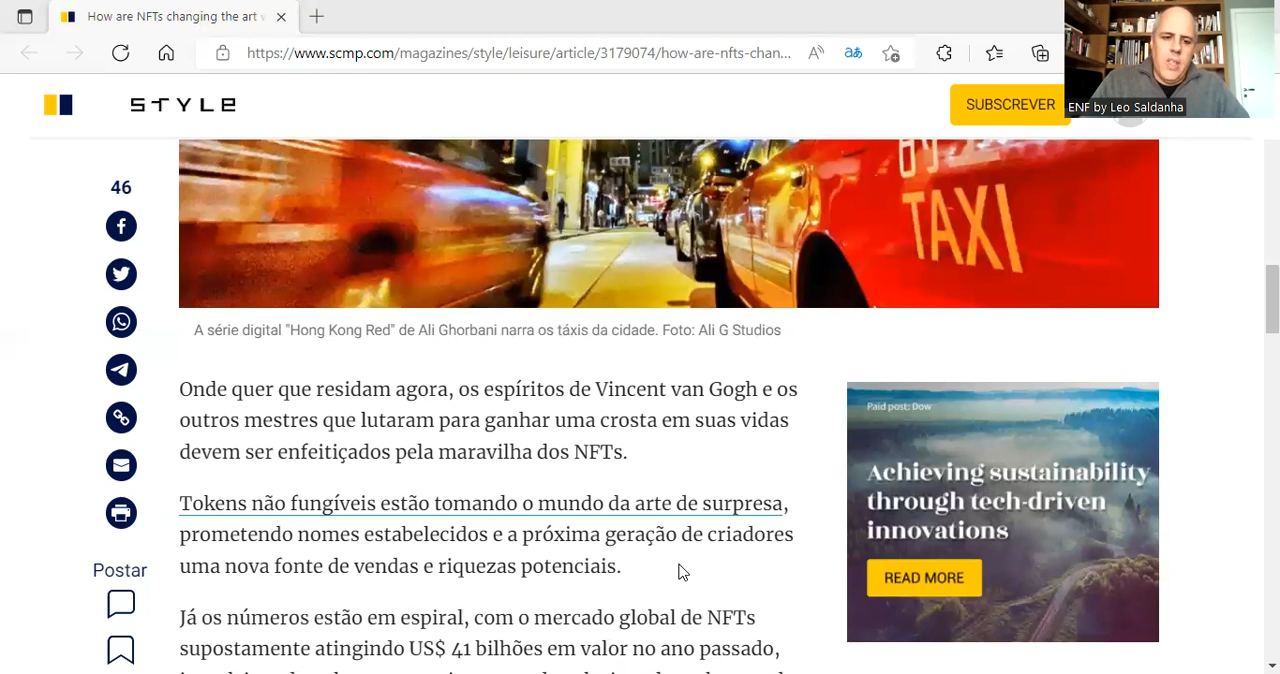 How are NFTs changing the art v
https://www.scmp.com/magazines/style/leisure/article/3179074/how-are-nfts-chan...
aあ
ENF by Leo Saldanha
STYLE
SUBSCREVER
TAXI
46
A série digital "Hong Kong Red" de Ali Ghorbani narra os táxis da cidade. Foto: Ali G Studios
Onde quer que residam agora, os espíritos de Vincent van Gogh e os
outros mestres que lutaram para ganhar uma crosta em suas vidas
devem ser enfeitiçados pela maravilha dos NFTs.
Tokens não fungíveis estão tomando o mundo da arte de surpresa,
prometendo nomes estabelecidos e a próxima geração de criadores
uma nova fonte de vendas e riquezas potenciais.
Já os números estão em espiral, com o mercado global de NFTs
supostamente atingindo US$ 41 bilhões em valor no ano passado,
Postar
Paid post: Dow
Achieving sustainability
through tech-driven
innovations
READ MORE